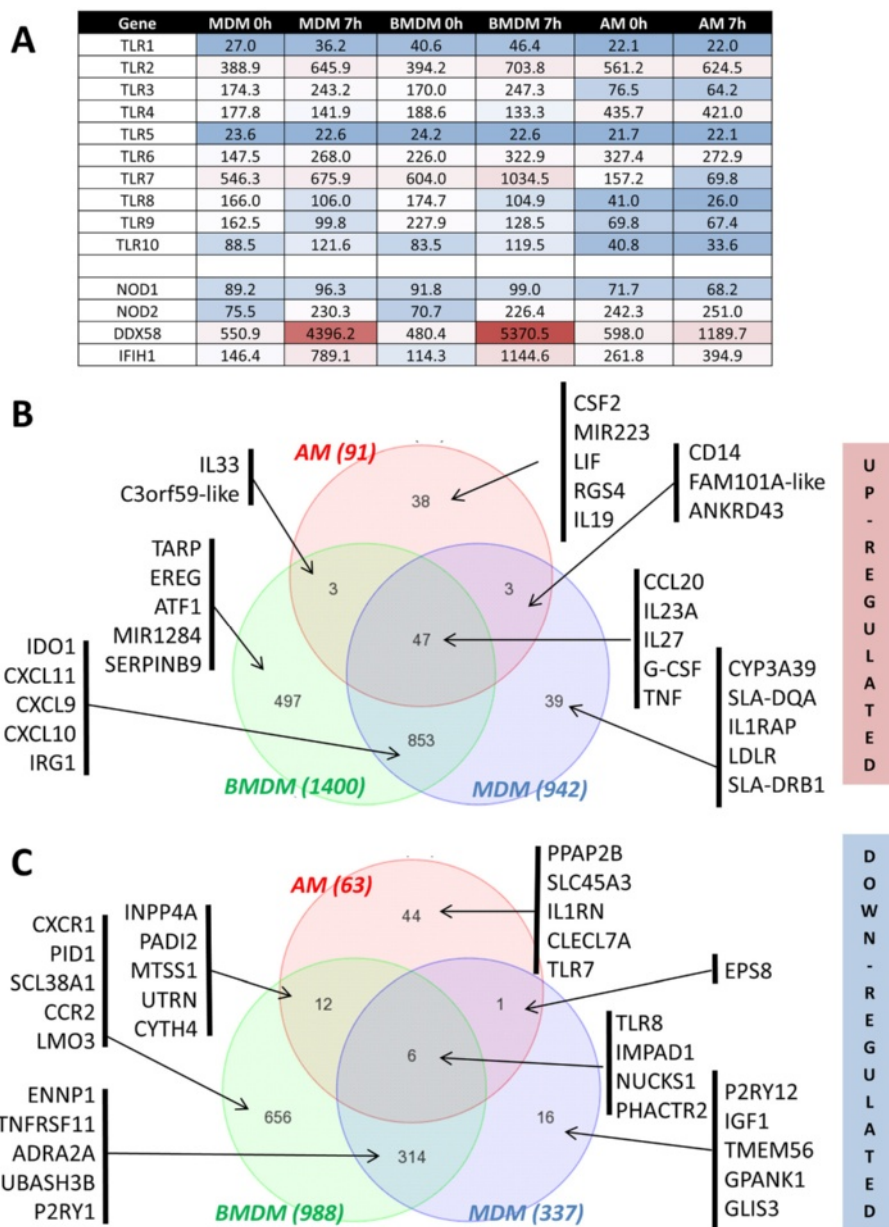 A
Gene MDM 0h MDM 7h BMDM 0h BMDM 7h AM 0h AM 7h
TLR1 27.0 36.2 40.6 46.4 22.1 22.0
TLR2 388.9 645.9 394.2 703.8 561.2 624.5
TLR3 174.3 243.2 170.0 247.3 76.5 64.2
TLR4 177.8 141.9 188.6 133.3 435.7 421.0
TLR5 23.6 22.6 24.2 22.6 21.7 22.1
TLR6 147.5 268.0 226.0 322.9 327.4 272.9
TLR7 546.3 675.9 604.0 1034.5 157.2 69.8
TLR8 166.0 106.0 174.7 104.9 41.0 26.0
TLR9 162.5 99.8 227.9 128.5 69.8 67.4
TLR10 88.5 121.6 83.5 119.5 40.8 33.6
NOD1 89.2 96.3 91.8 99.0 71.7 68.2
NOD2 75.5 230.3 70.7 226.4 242.3 251.0
DDX58 550.9 4396.2 480.4 5370.5 598.0 1189.7
IFIH1 146.4 789.1 114.3 1144.6 261.8 394.9
B
AM (91)
IL33
C3orf59-like
TARP
EREG
ATF1
MIR1284
SERPINB9
IDO1
CXCL11
CXCL9
CXCL10
IRG1
CSF2
MIR223
LIF
RGS4
IL19
CD14
FAM101A-like
ANKRD43
CCL20
IL23A
IL27
G-CSF
TNF
CYP3A39
SLA-DQA
IL1RAP
LDLR
SLA-DRB1
38
3
3
47
497
39
853
BMDM (1400)
MDM (942)
UP-REGULATED
C
AM (63)
CXCR1
PID1
SCL38A1
CCR2
LMO3
INPP4A
PADI2
MTSS1
UTRN
CYTH4
ENNP1
TNFRSF11
ADRA2A
UBASH3B
P2RY1
PPAP2B
SLC45A3
IL1RN
CLECL7A
TLR7
EPS8
TLR8
IMPAD1
NUCKS1
PHACTR2
P2RY12
IGF1
TMEM56
GPANK1
GLIS3
44
12
1
6
656
16
314
BMDM (988)
MDM (337)
DOWN-REGULATED